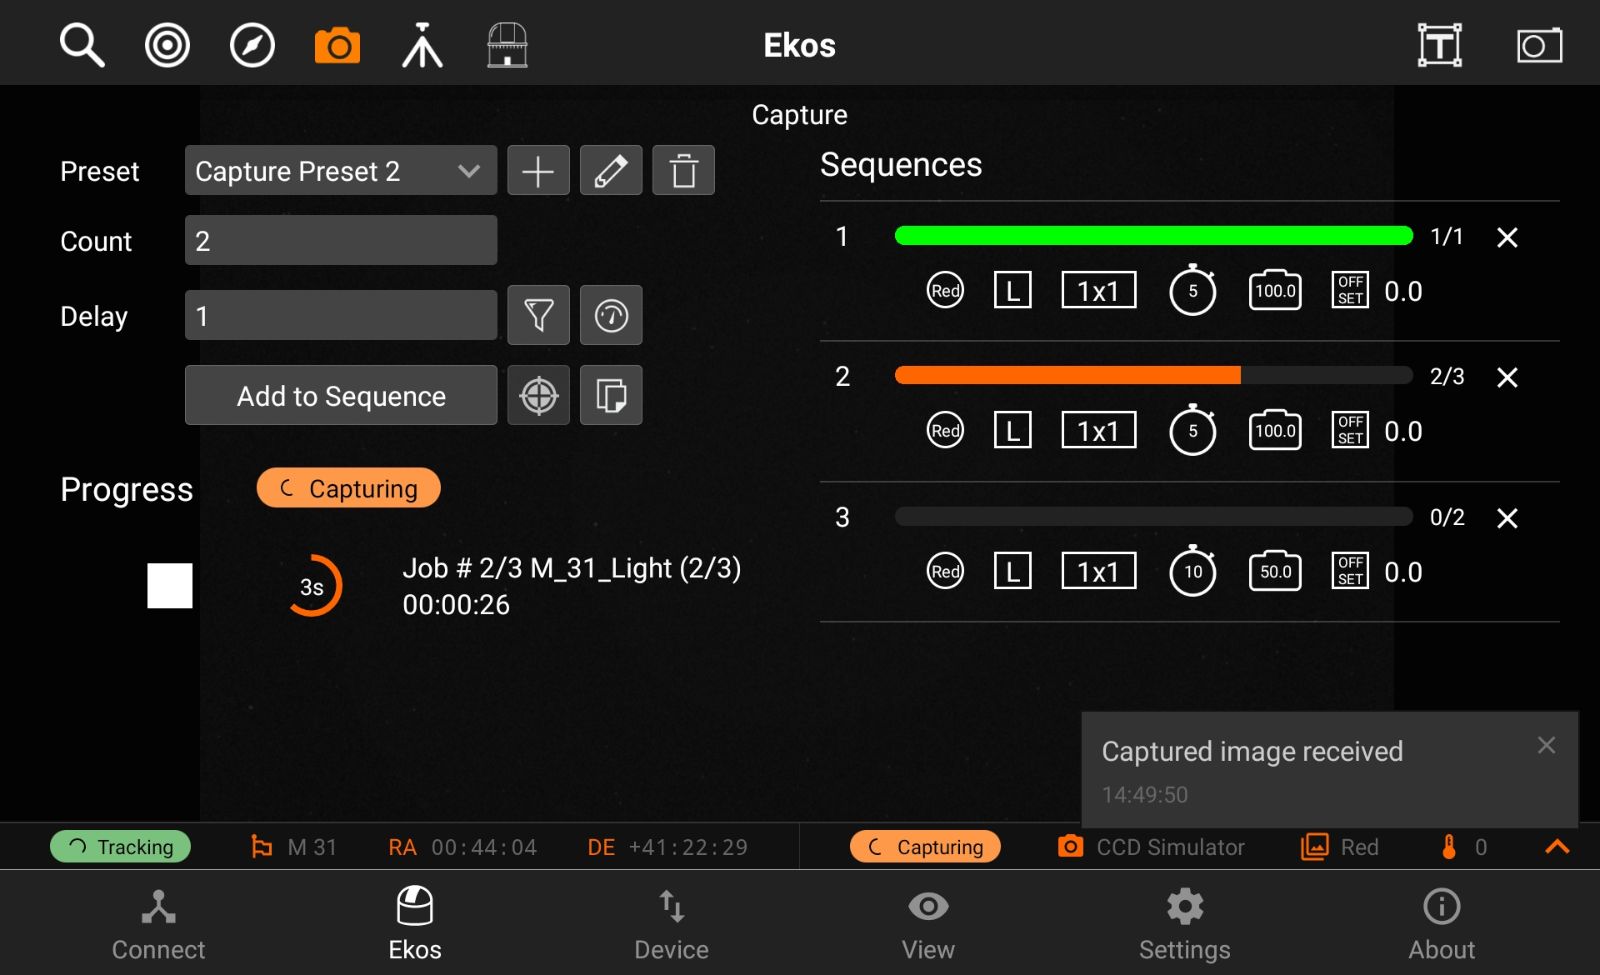 Ekos
T
Capture
Preset
Capture Preset 2
Count
2
Delay
1
Add to Sequence
Progress
Capturing
3s
Job # 2/3 M_31_Light (2/3)
00:00:26
Sequences
1
1/1
Red
L
1x1
5
100.0
OFF
SET
0.0
2
2/3
Red
L
1x1
5
100.0
OFF
SET
0.0
3
0/2
Red
L
1x1
10
50.0
OFF
SET
0.0
Captured image received
14:49:50
Tracking
M 31
RA 00:44:04
DE +41:22:29
Capturing
CCD Simulator
Red
0
Connect
Ekos
Device
View
Settings
About